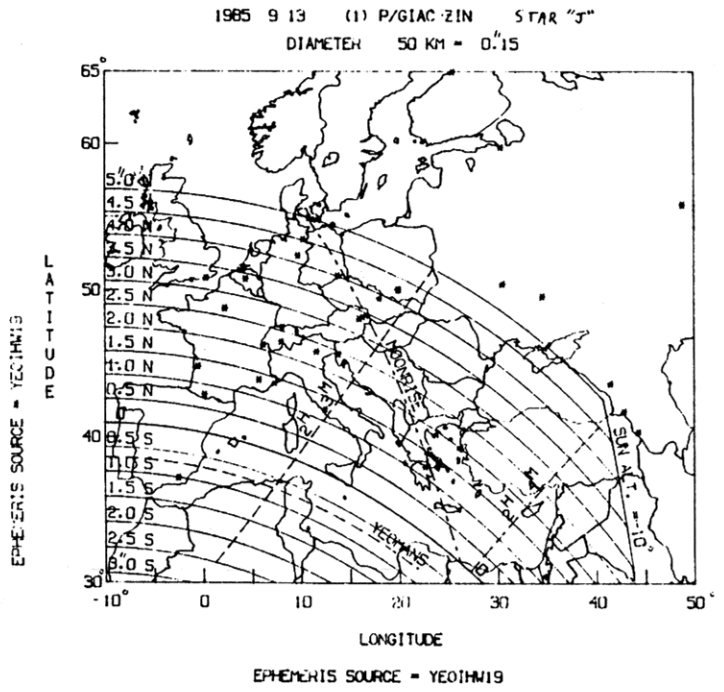 1985 9 13 (1) P/GIAC-ZIN STAR "J"
DIAMETER 50 KM = 0."15
65°
60
50
40
30°
LATITUDE
EPHEMERIS SOURCE = YEOIHW19
5.0
4.5
4.0 N
3.5 N
3.0 N
2.5 N
2.0 N
1.5 N
1.0 N
0.5 N
0
0.5 S
1.0 S
1.5 S
2.0 S
2.5 S
3.0 S
MOONRISE
YEOMANS
SUN ALT. = -10°
-10° 0 10 20 30 40 50°
LONGITUDE
EPHEMERIS SOURCE = YEOIHW19